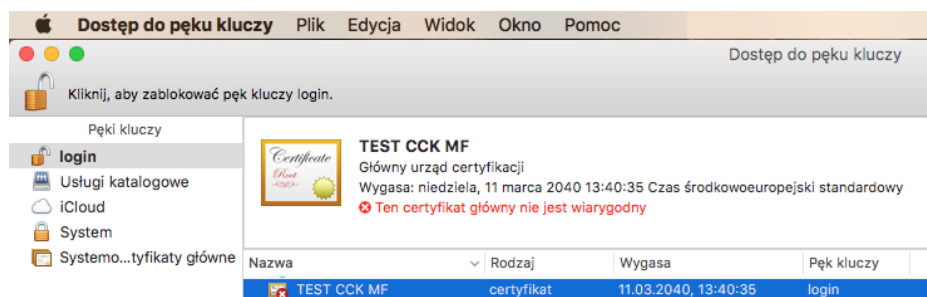 Dostęp do pęku kluczy Plik Edycja Widok Okno Pomoc
Dostęp do pęku kluczy
Kliknij, aby zablokować pęk kluczy login.
Pęki kluczy
login
Usługi katalogowe
iCloud
System
Systemo...tyfikaty główne
Certificate
Root
TEST CCK MF
Główny urząd certyfikacji
Wygasa: niedziela, 11 marca 2040 13:40:35 Czas środkowoeuropejski standardowy
Ten certyfikat główny nie jest wiarygodny
Nazwa Rodzaj Wygasa Pęk kluczy
TEST CCK MF certyfikat 11.03.2040, 13:40:35 login